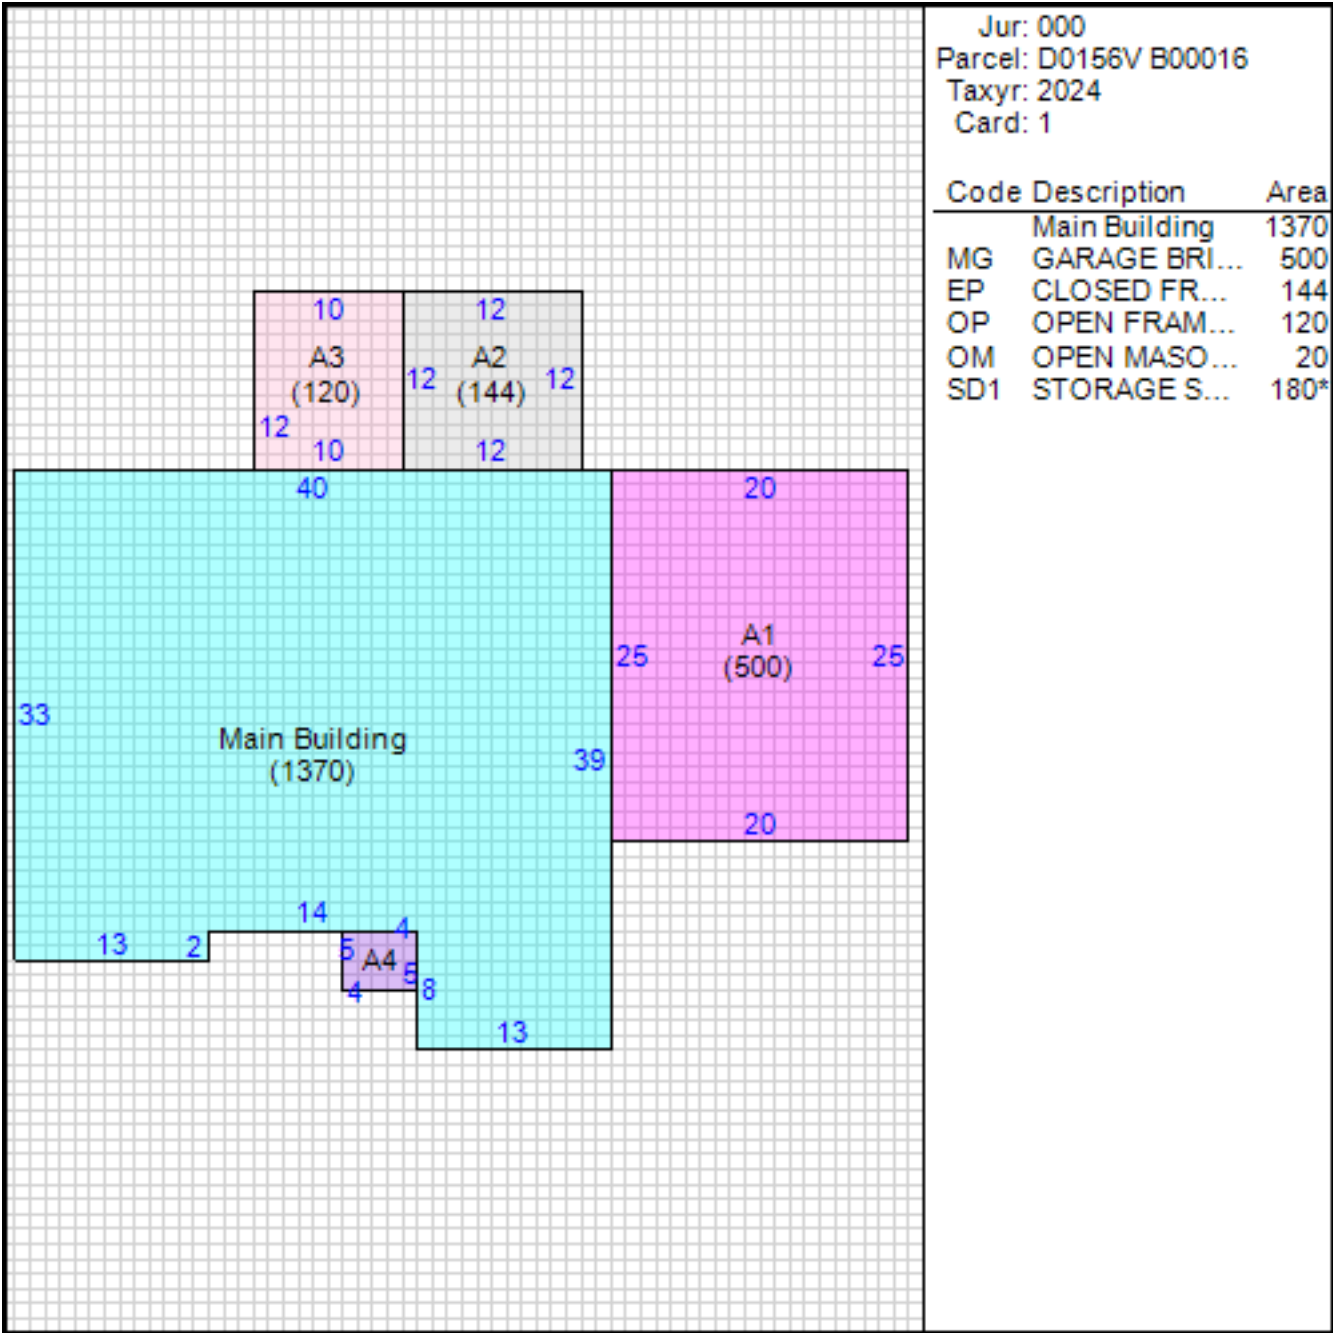 Jur: 000
Parcel: D0156V B00016
Taxyr: 2024
Card: 1
Code Description Area
Main Building 1370
MG GARAGE BRI... 500
EP CLOSED FR... 144
OP OPEN FRAM... 120
OM OPEN MASO... 20
SD1 STORAGE S... 180*
10 12
A3 A2
(120) (144)
12 12
12
10 12
40 20
A1
(500)
25 25
33
Main Building
(1370)
39
20
14
4
13 2 5
A4
5
4 8
13